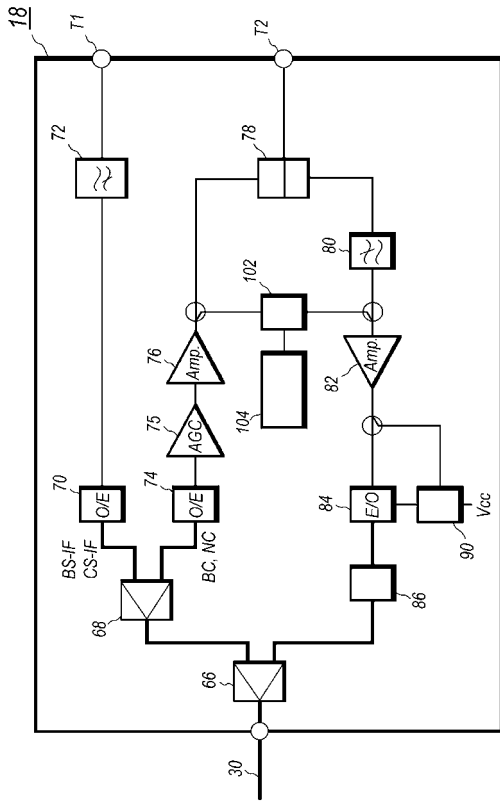 18
T1
T2
72
78
80
102
76
Amp.
82
Amp.
75
AGC
104
70
O/E
74
O/E
84
E/O
90
Vcc
BS-IF
CS-IF
BC, NC
68
86
66
30